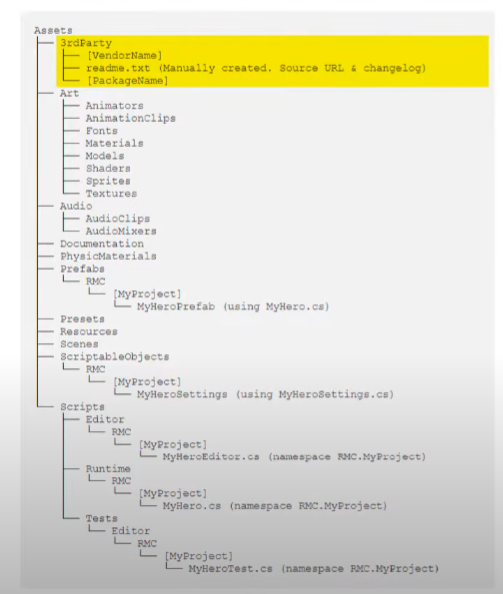 Assets
3rdParty
[VendorName]
readme.txt (Manually created. Source URL & changelog)
[PackageName]
Art
Animators
AnimationClips
Fonts
Materials
Models
Shaders
Sprites
Textures
Audio
AudioClips
AudioMixers
Documentation
PhysicMaterials
Prefabs
RMC
[MyProject]
MyHeroPrefab (using MyHero.cs)
Presets
Resources
Scenes
ScriptableObjects
RMC
[MyProject]
MyHeroSettings (using MyHeroSettings.cs)
Scripts
Editor
RMC
[MyProject]
MyHeroEditor.cs (namespace RMC.MyProject)
Runtime
RMC
[MyProject]
MyHero.cs (namespace RMC.MyProject)
Tests
Editor
RMC
[MyProject]
MyHeroTest.cs (namespace RMC.MyProject)